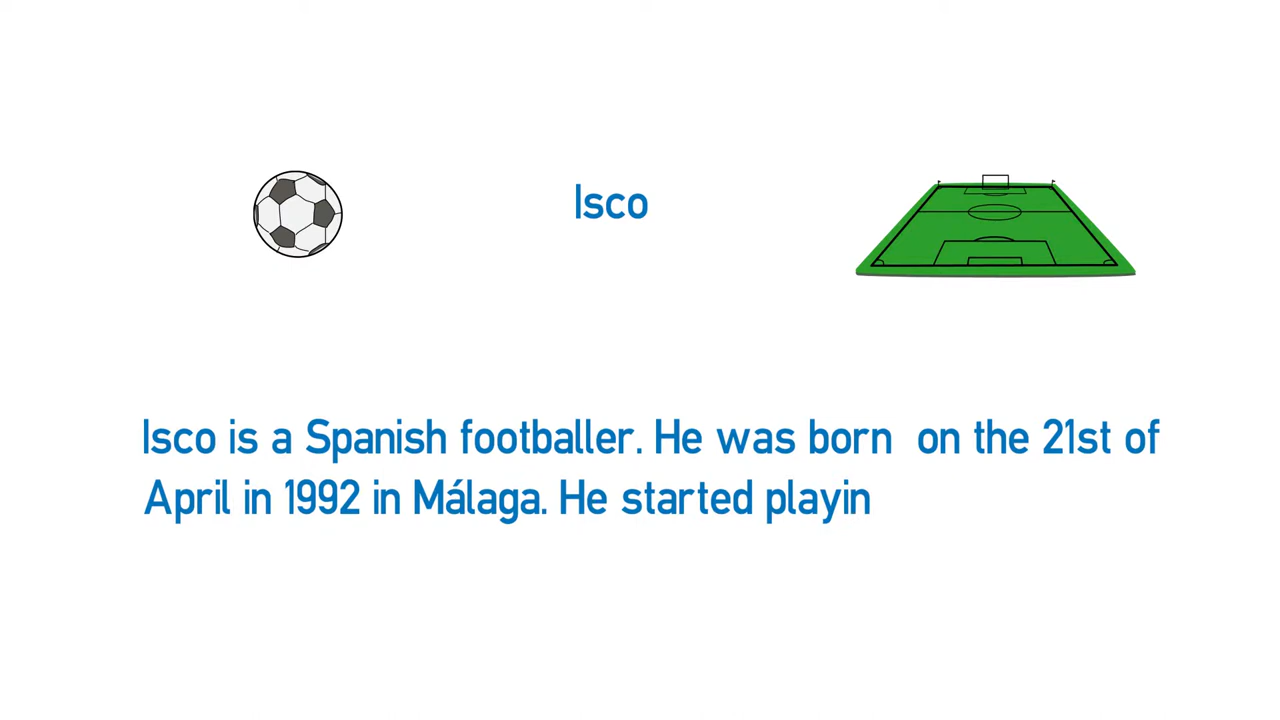 Isco
Isco is a Spanish footballer. He was born  on the 21st of
April in 1992 in Málaga. He started playin